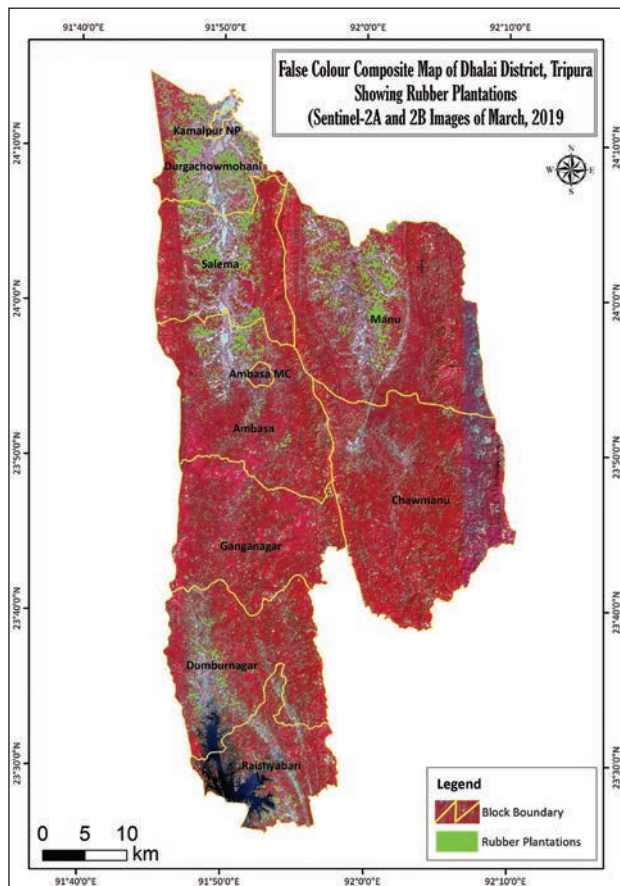 91°40'0"E
91°50'0"E
92°0'0"E
92°10'0"E
False Colour Composite Map of Dhalai District, Tripura
Showing Rubber Plantations
(Sentinel-2A and 2B Images of March, 2019
N
W E
S
Kamalpur NP
24°10'0"N
24°10'0"N
Durgachowmohani
Salema
24°0'0"N
24°0'0"N
Manu
Ambasa MC
Ambasa
23°50'0"N
23°50'0"N
Chawmanu
Ganganagar
23°40'0"N
23°40'0"N
Dumburnagar
Raishyabari
23°30'0"N
23°30'0"N
Legend
Block Boundary
Rubber Plantations
0 5 10
km
91°40'0"E
91°50'0"E
92°0'0"E
92°10'0"E